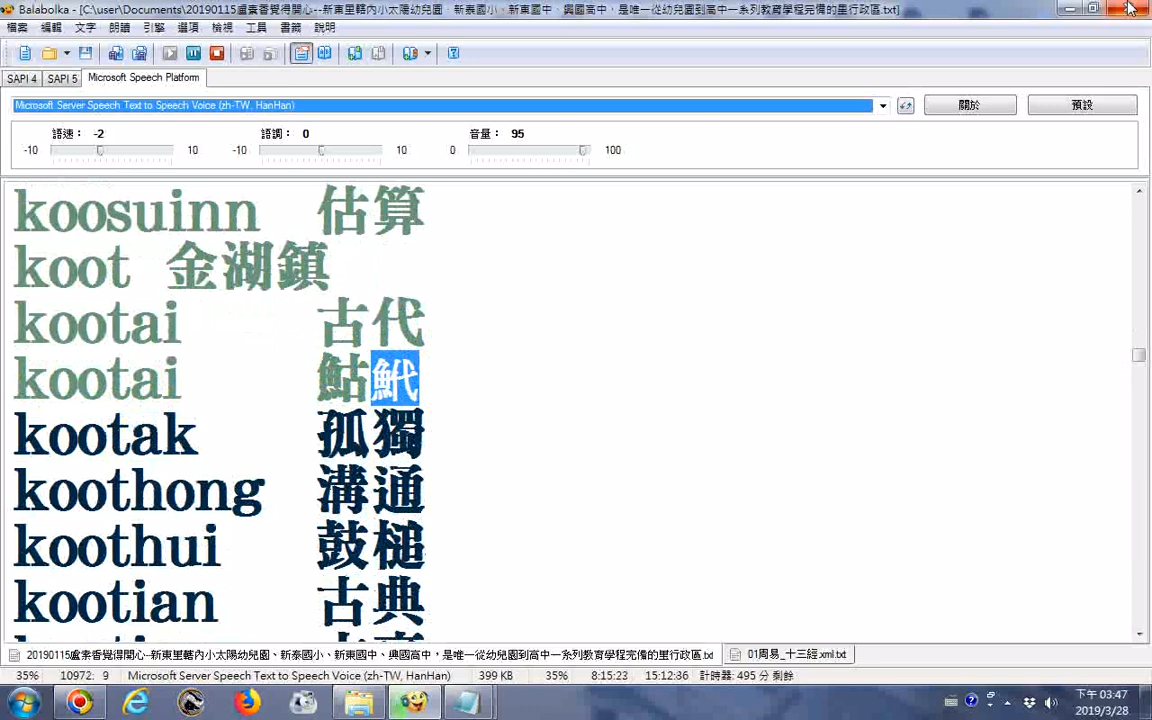 Balabolka - [C:\user\Documents\20190115盧素香覺得開心--新東里轄內小太陽幼兒園、新泰國小、新東國中、興國高中，是唯一從幼兒園到高中一系列教育學程完備的里行政區.txt]
檔案 編輯 文字 朗讀 引擎 選項 檢視 工具 書籤 說明
SAPI 4 SAPI 5 Microsoft Speech Platform
Microsoft Server Speech Text to Speech Voice (zh-TW, HanHan) 關於 預設
語速： -2 語調： 0 音量： 95
-10 10 -10 10 0 100
koosuinn 估算
koot 金湖鎮
kootai 古代
kootai 鮕鮘
kootak 孤獨
koothong 溝通
koothui 鼓槌
kootian 古典
20190115盧素香覺得開心--新東里轄內小太陽幼兒園、新泰國小、新東國中、興國高中，是唯一從幼兒園到高中一系列教育學程完備的里行政區.txt 01周易_十三經.xml.txt
35% 10972: 9 Microsoft Server Speech Text to Speech Voice (zh-TW, HanHan) 399 KB 35% 8:15:23 15:12:36 計時器: 495 分 剩餘
下午 03:47
2019/3/28